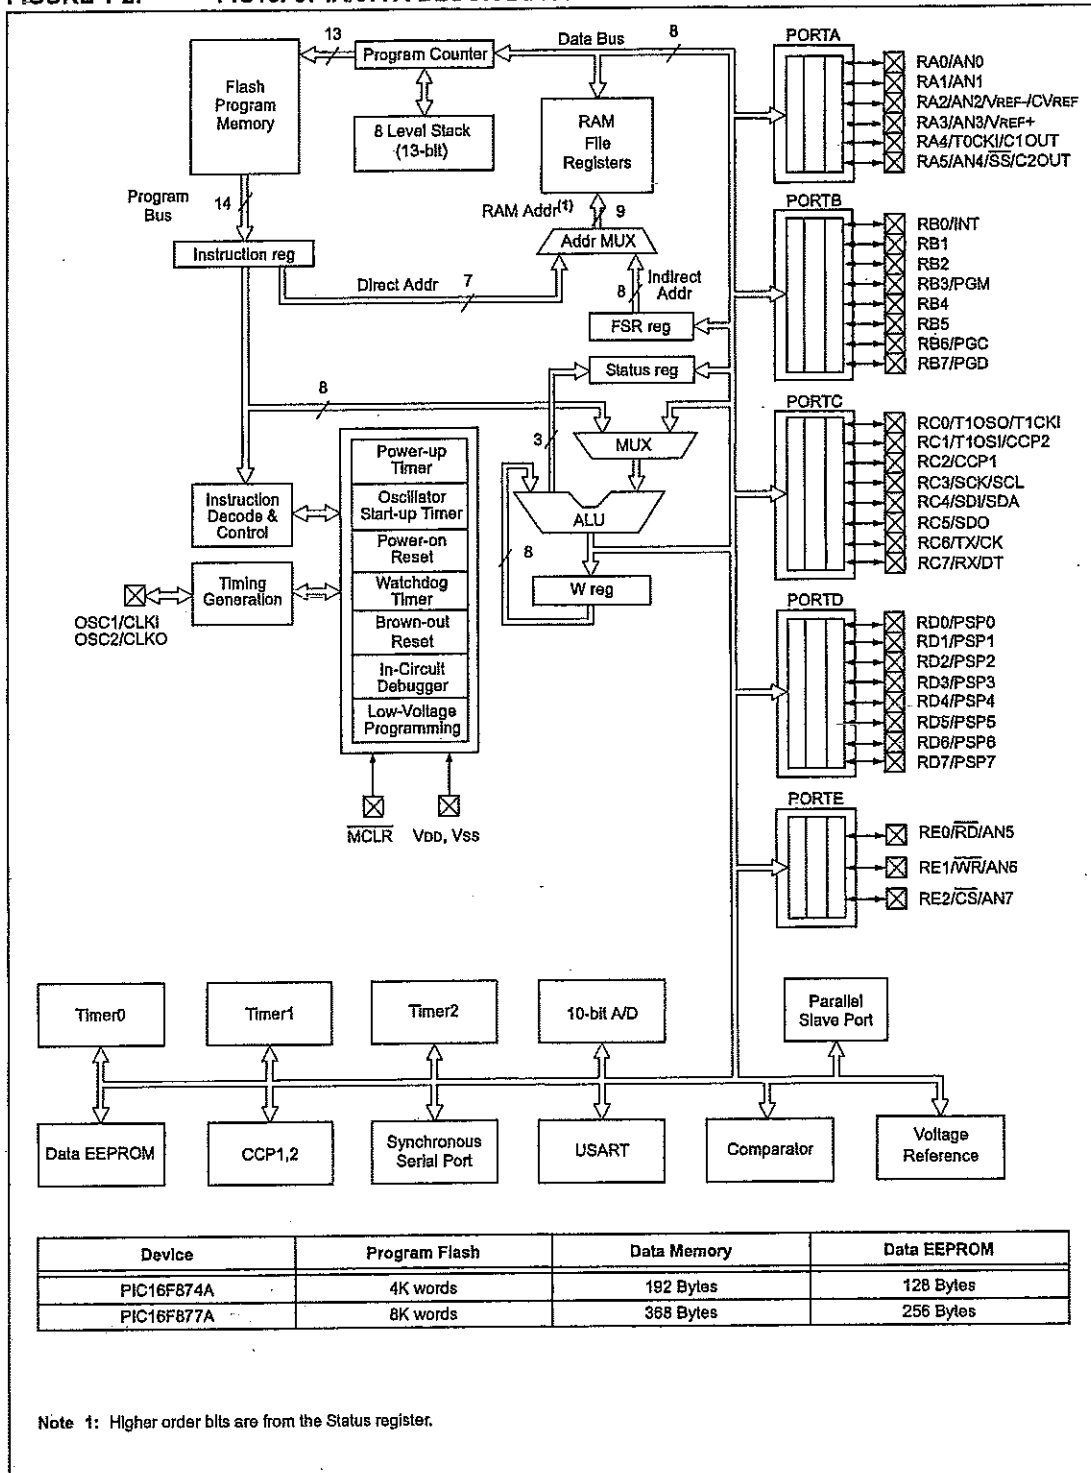 13
Program Counter
Data Bus
8
PORTA
Flash
Program
Memory
8 Level Stack
(13-bit)
RAM
File
Registers
RA0/AN0
RA1/AN1
RA2/AN2/VREF-/CVREF
RA3/AN3/VREF+
RA4/T0CKI/C1OUT
RA5/AN4/SS/C2OUT
Program
Bus
14
RAM Addr(1)
9
PORTB
Instruction reg
Addr MUX
Direct Addr
7
8
Indirect
Addr
FSR reg
Status reg
RB0/INT
RB1
RB2
RB3/PGM
RB4
RB5
RB6/PGC
RB7/PGD
8
3
MUX
PORTC
Power-up
Timer
Oscillator
Start-up Timer
Power-on
Reset
Watchdog
Timer
Brown-out
Reset
In-Circuit
Debugger
Low-Voltage
Programming
Instruction
Decode &
Control
Timing
Generation
OSC1/CLKI
OSC2/CLKO
ALU
8
W reg
RC0/T1OSO/T1CKI
RC1/T1OSI/CCP2
RC2/CCP1
RC3/SCK/SCL
RC4/SDI/SDA
RC5/SDO
RC6/TX/CK
RC7/RX/DT
PORTD
RD0/PSP0
RD1/PSP1
RD2/PSP2
RD3/PSP3
RD4/PSP4
RD5/PSP5
RD6/PSP6
RD7/PSP7
MCLR
VDD, VSS
PORTE
RE0/RD/AN5
RE1/WR/AN6
RE2/CS/AN7
Timer0
Timer1
Timer2
10-bit A/D
Parallel
Slave Port
Data EEPROM
CCP1,2
Synchronous
Serial Port
USART
Comparator
Voltage
Reference
Device Program Flash Data Memory Data EEPROM
PIC16F874A 4K words 192 Bytes 128 Bytes
PIC16F877A 8K words 368 Bytes 256 Bytes
Note 1: Higher order bits are from the Status register.